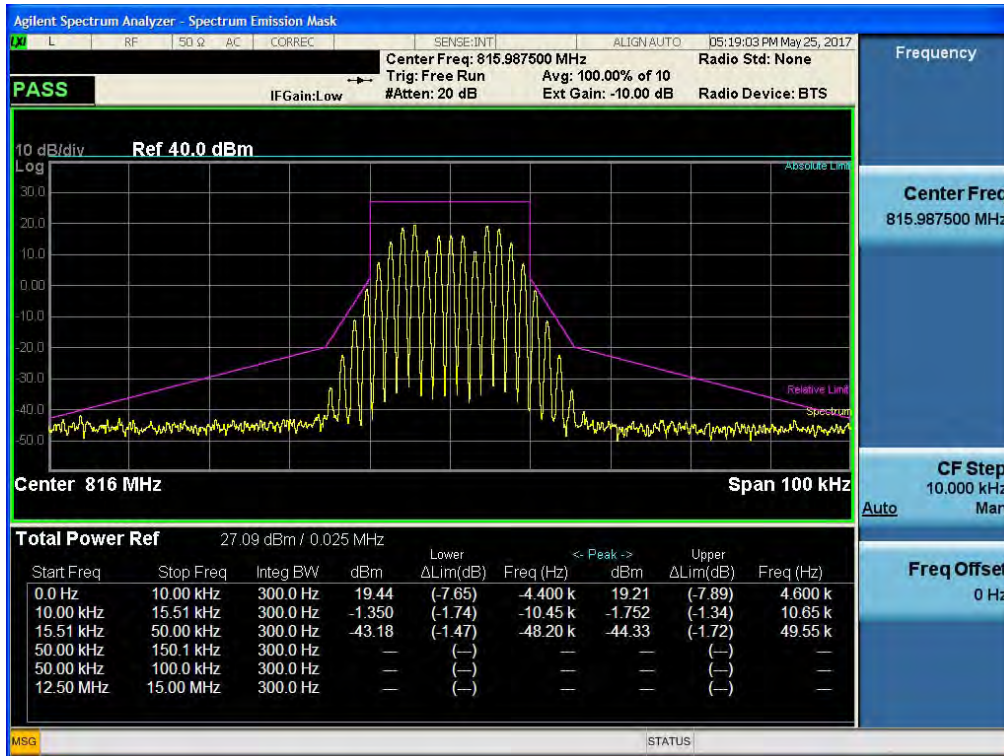 Agilent Spectrum Analyzer - Spectrum Emission Mask
LXI L RF 50 Ω AC CORREC SENSE:INT ALIGN AUTO 05:19:03 PM May 25, 2017
Center Freq: 815.987500 MHz Radio Std: None
Trig: Free Run Avg: 100.00% of 10
PASS IFGain:Low #Atten: 20 dB Ext Gain: -10.00 dB Radio Device: BTS
10 dB/div Ref 40.0 dBm
Log
Absolute Limit
30.0
20.0
10.0
0.00
-10.0
-20.0
-30.0
Relative Limit
-40.0
Spectrum
-50.0
Center 816 MHz Span 100 kHz
Total Power Ref 27.09 dBm / 0.025 MHz
Lower <- Peak -> Upper
Start Freq Stop Freq Integ BW dBm ΔLim(dB) Freq (Hz) dBm ΔLim(dB) Freq (Hz)
0.0 Hz 10.00 kHz 300.0 Hz 19.44 (-7.65) -4.400 k 19.21 (-7.89) 4.600 k
10.00 kHz 15.51 kHz 300.0 Hz -1.350 (-1.74) -10.45 k -1.752 (-1.34) 10.65 k
15.51 kHz 50.00 kHz 300.0 Hz -43.18 (-1.47) -48.20 k -44.33 (-1.72) 49.55 k
50.00 kHz 150.1 kHz 300.0 Hz --- (---) --- --- (---) ---
50.00 kHz 100.0 kHz 300.0 Hz --- (---) --- --- (---) ---
12.50 MHz 15.00 MHz 300.0 Hz --- (---) --- --- (---) ---
MSG STATUS
Frequency
Center Freq
815.987500 MHz
CF Step
10.000 kHz
Auto Man
Freq Offset
0 Hz